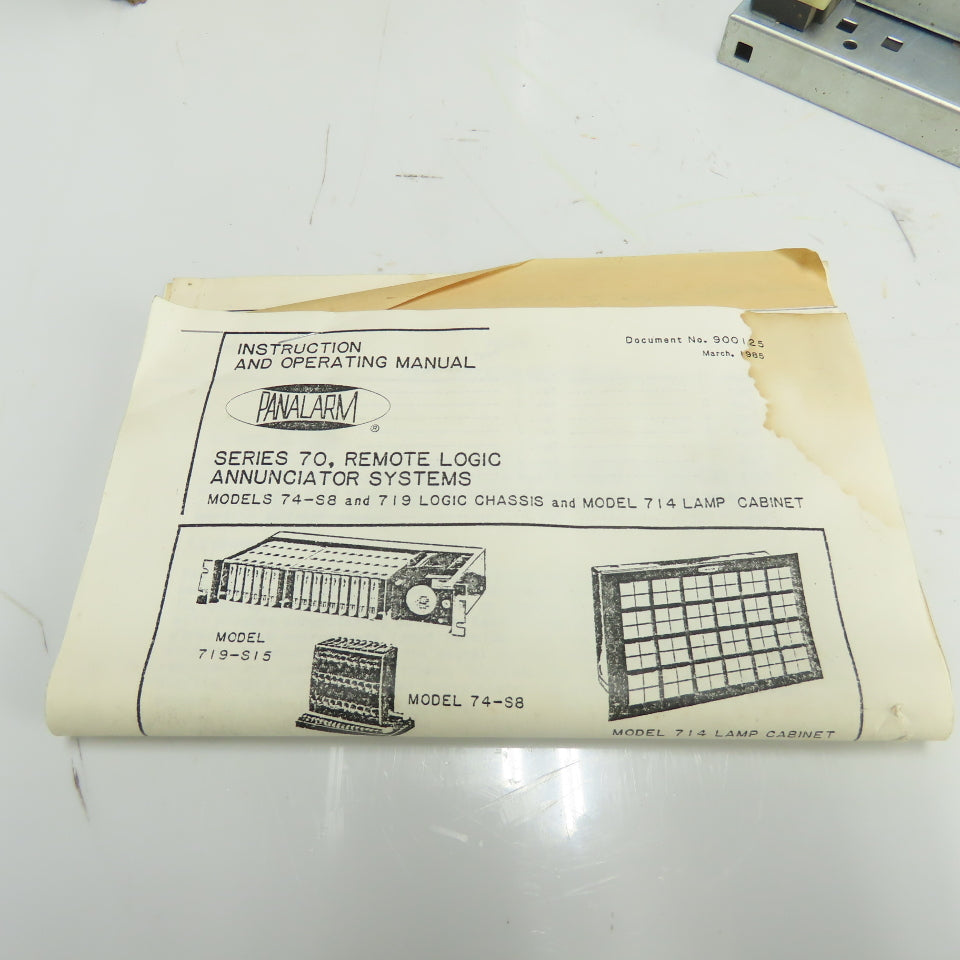 INSTRUCTION
AND OPERATING MANUAL
Document No. 900125
March, 1985
PANALARM
®
SERIES 70, REMOTE LOGIC
ANNUNCIATOR SYSTEMS
MODELS 74-S8 and 719 LOGIC CHASSIS and MODEL 714 LAMP CABINET
MODEL
719-S15
MODEL 74-S8
MODEL 714 LAMP CABINET